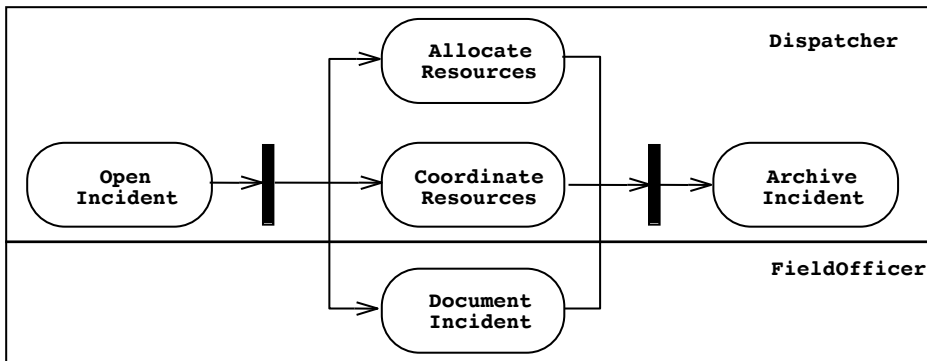 Dispatcher
Allocate
Resources
Open
Incident
Coordinate
Resources
Archive
Incident
FieldOfficer
Document
Incident